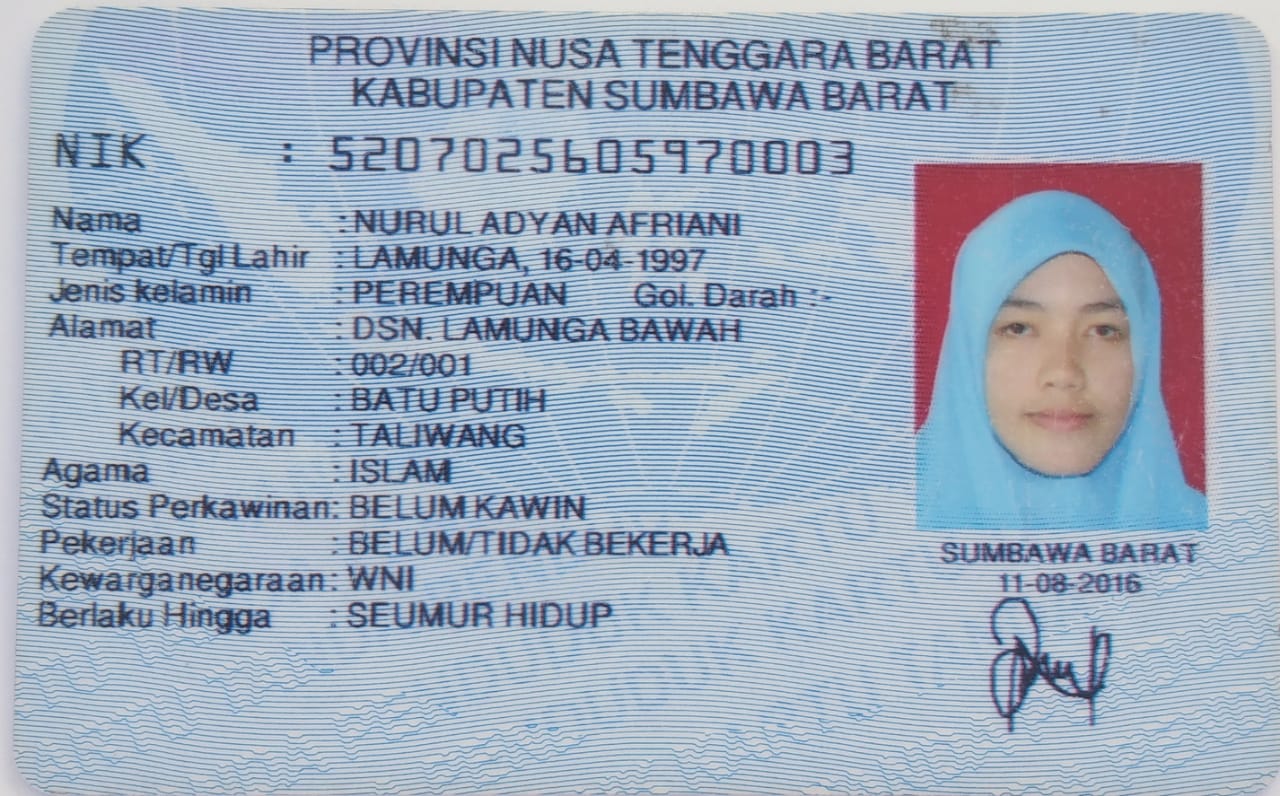 PROVINSI NUSA TENGGARA BARAT
KABUPATEN SUMBAWA BARAT
NIK : 5207025605970003
Nama : NURUL ADYAN AFRIANI
Tempat/Tgl Lahir : LAMUNGA, 16-04-1997
Jenis kelamin : PEREMPUAN Gol. Darah :-
Alamat : DSN. LAMUNGA BAWAH
RT/RW : 002/001
Kel/Desa : BATU PUTIH
Kecamatan : TALIWANG
Agama : ISLAM
Status Perkawinan: BELUM KAWIN
Pekerjaan : BELUM/TIDAK BEKERJA
Kewarganegaraan: WNI
Berlaku Hingga : SEUMUR HIDUP
SUMBAWA BARAT
11-08-2016